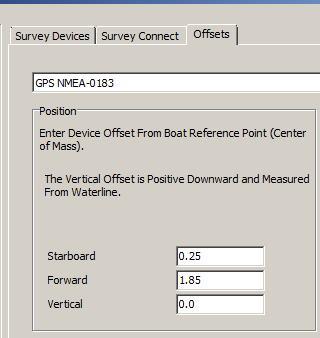 Survey Devices Survey Connect Offsets
GPS NMEA-0183
Position
Enter Device Offset From Boat Reference Point (Center
of Mass).
The Vertical Offset is Positive Downward and Measured
From Waterline.
Starboard 0.25
Forward 1.85
Vertical 0.0